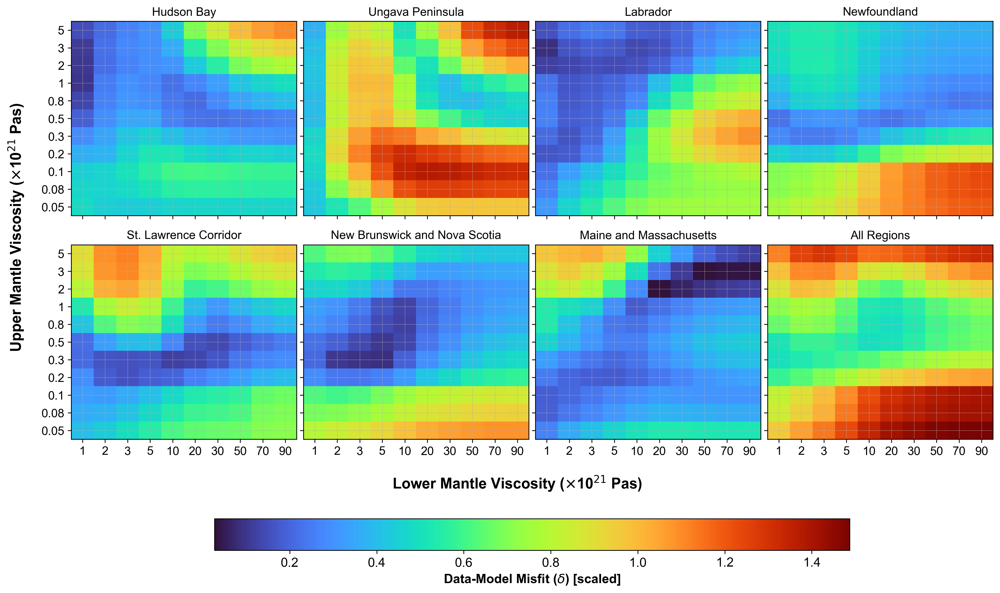 Hudson Bay
Ungava Peninsula
Labrador
Newfoundland
5
3
2
1
0.8
0.5
0.3
0.2
0.1
0.08
0.05
Upper Mantle Viscosity (×10²¹ Pas)
St. Lawrence Corridor
New Brunswick and Nova Scotia
Maine and Massachusetts
All Regions
5
3
2
1
0.8
0.5
0.3
0.2
0.1
0.08
0.05
1 2 3 5 10 20 30 50 70 90
1 2 3 5 10 20 30 50 70 90
1 2 3 5 10 20 30 50 70 90
1 2 3 5 10 20 30 50 70 90
Lower Mantle Viscosity (×10²¹ Pas)
0.2 0.4 0.6 0.8 1.0 1.2 1.4
Data-Model Misfit (δ) [scaled]